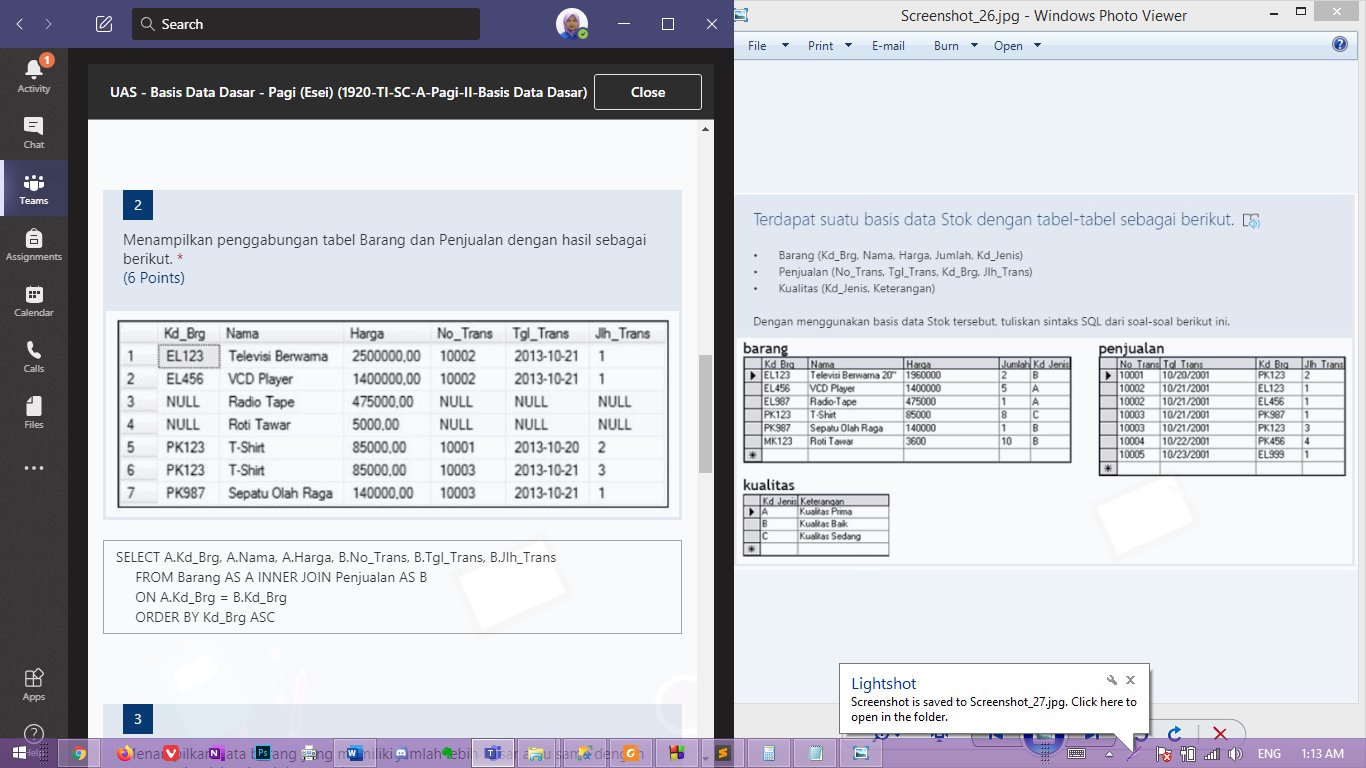 Search
Screenshot_26.jpg - Windows Photo Viewer
File Print E-mail Burn Open
1
Activity
Chat
Teams
Assignments
Calendar
Calls
Files
Apps
Help
UAS - Basis Data Dasar - Pagi (Esei) (1920-TI-SC-A-Pagi-II-Basis Data Dasar)
Close
2
Menampilkan penggabungan tabel Barang dan Penjualan dengan hasil sebagai
berikut. *
(6 Points)
Kd_Brg Nama Harga No_Trans Tgl_Trans Jlh_Trans
1 EL123 Televisi Berwarna 2500000,00 10002 2013-10-21 1
2 EL456 VCD Player 1400000,00 10002 2013-10-21 1
3 NULL Radio Tape 475000,00 NULL NULL NULL
4 NULL Roti Tawar 5000,00 NULL NULL NULL
5 PK123 T-Shirt 85000,00 10001 2013-10-20 2
6 PK123 T-Shirt 85000,00 10003 2013-10-21 3
7 PK987 Sepatu Olah Raga 140000,00 10003 2013-10-21 1
SELECT A.Kd_Brg, A.Nama, A.Harga, B.No_Trans, B.Tgl_Trans, B.Jlh_Trans
FROM Barang AS A INNER JOIN Penjualan AS B
ON A.Kd_Brg = B.Kd_Brg
ORDER BY Kd_Brg ASC
3
Terdapat suatu basis data Stok dengan tabel-tabel sebagai berikut.
• Barang (Kd_Brg, Nama, Harga, Jumlah, Kd_Jenis)
• Penjualan (No_Trans, Tgl_Trans, Kd_Brg, Jlh_Trans)
• Kualitas (Kd_Jenis, Keterangan)
Dengan menggunakan basis data Stok tersebut, tuliskan sintaks SQL dari soal-soal berikut ini.
barang
Kd_Brg Nama Harga Jumlah Kd_Jenis
EL123 Televisi Berwarna 20" 1960000 2 B
EL456 VCD Player 1400000 5 A
EL987 Radio-Tape 475000 1 A
PK123 T-Shirt 85000 8 C
PK987 Sepatu Olah Raga 140000 1 B
MK123 Roti Tawar 3600 10 B
penjualan
No_Trans Tgl_Trans Kd_Brg Jlh_Trans
10001 10/20/2001 PK123 2
10002 10/21/2001 EL123 1
10002 10/21/2001 EL456 1
10003 10/21/2001 PK987 1
10003 10/21/2001 PK123 3
10004 10/22/2001 PK456 4
10005 10/23/2001 EL999 1
kualitas
Kd_Jenis Keterangan
A Kualitas Prima
B Kualitas Baik
C Kualitas Sedang
Lightshot
Screenshot is saved to Screenshot_27.jpg. Click here to
open in the folder.
ENG 1:13 AM